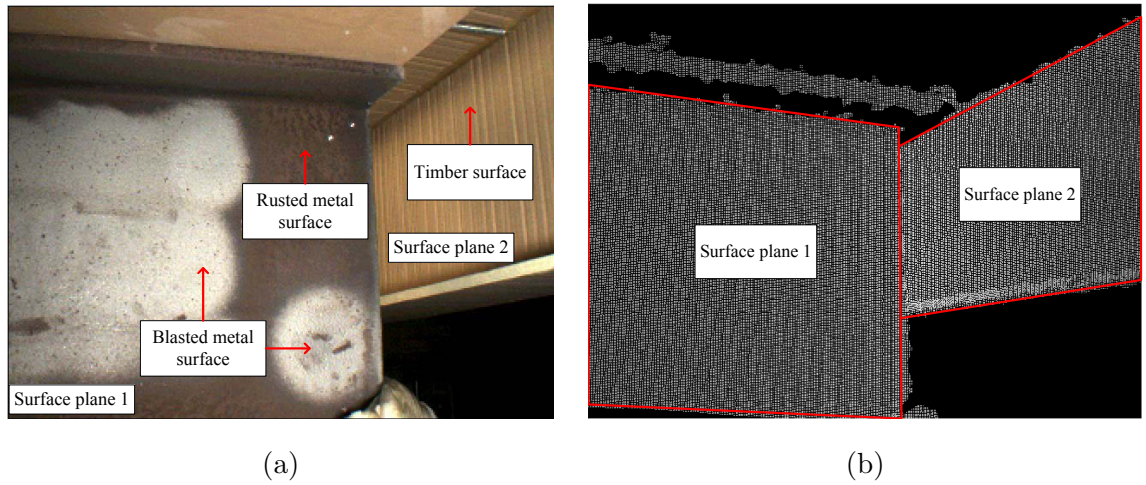 Rusted metal
surface
Timber surface
Surface plane 2
Blasted metal
surface
Surface plane 1
(a)
Surface plane 1
Surface plane 2
(b)